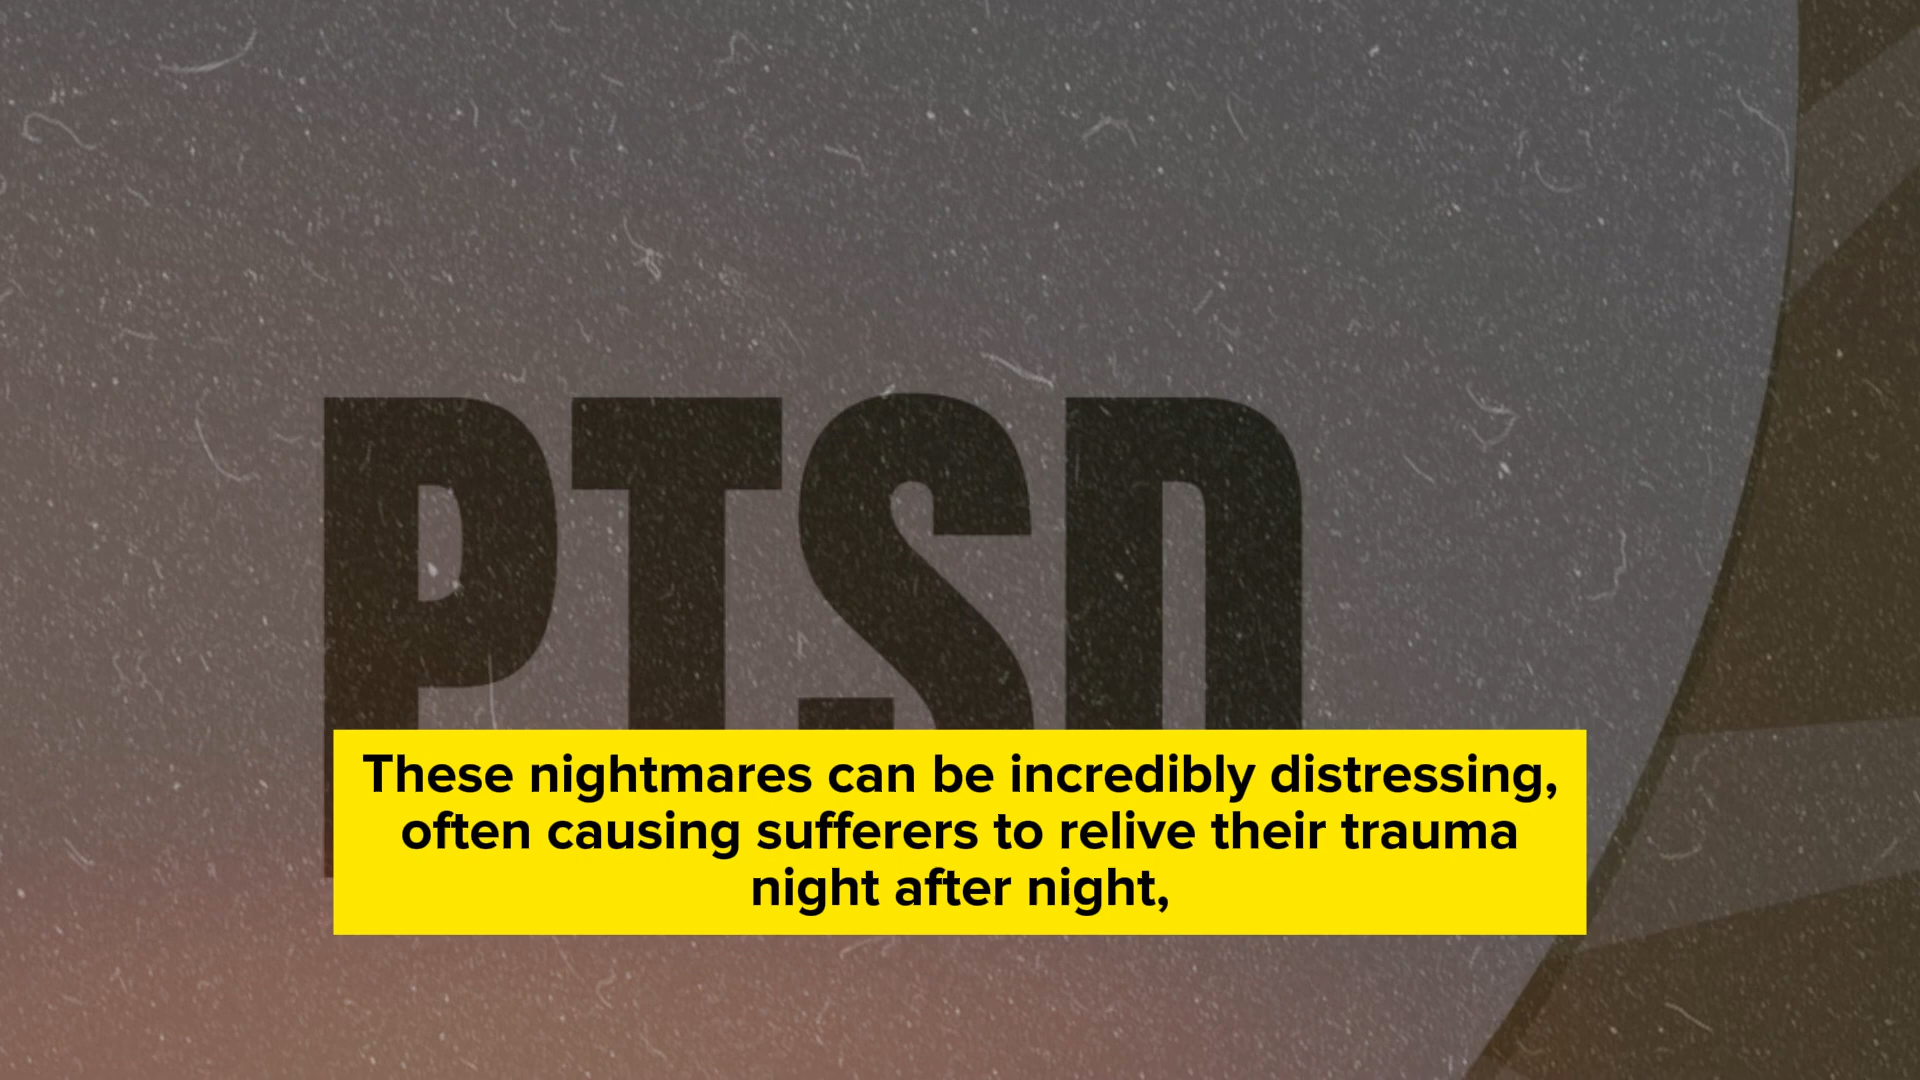 PTSD
These nightmares can be incredibly distressing,
often causing sufferers to relive their trauma
night after night,